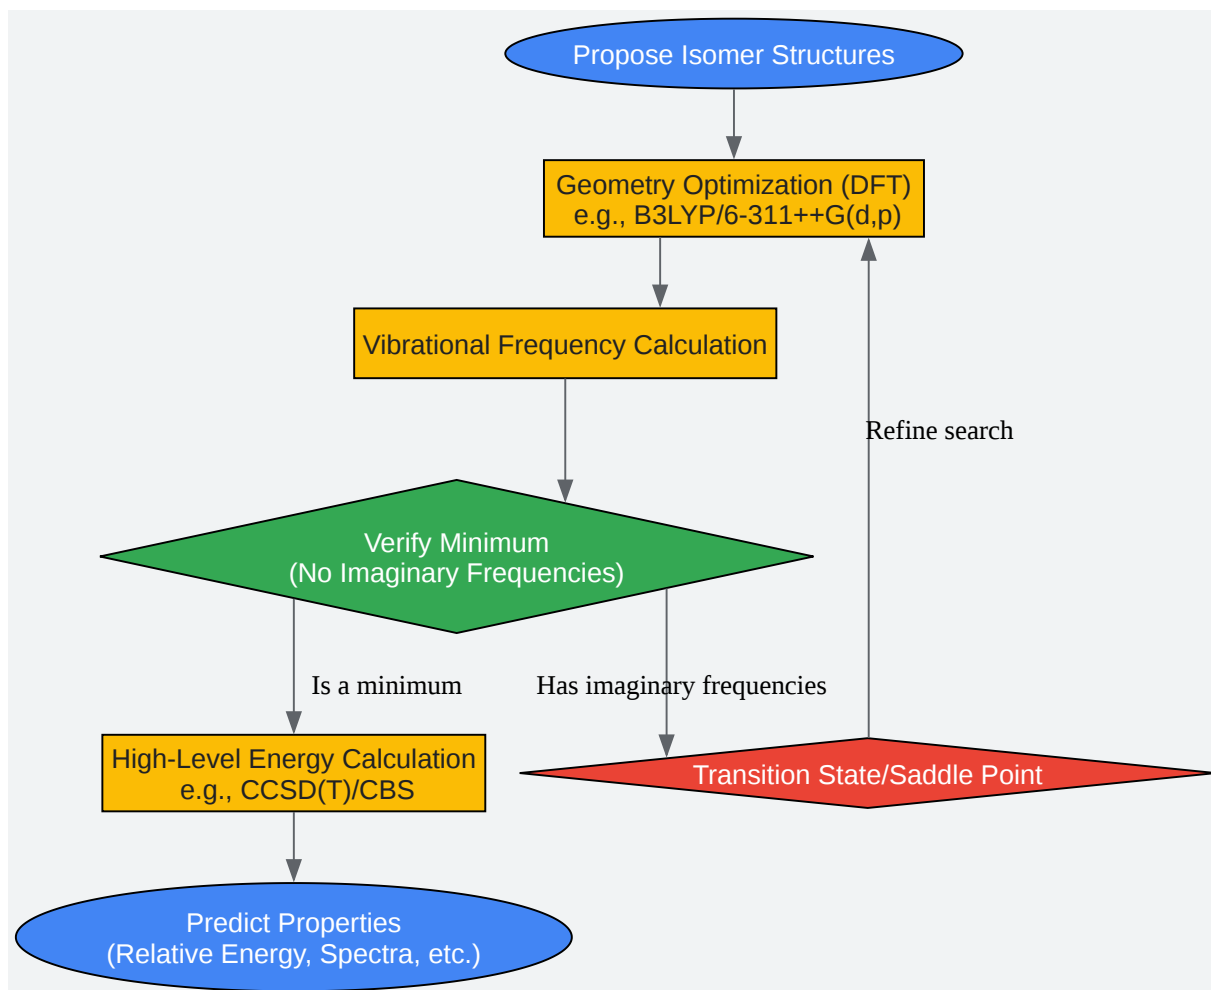 Propose Isomer Structures
Geometry Optimization (DFT)
e.g., B3LYP/6-311++G(d,p)
Vibrational Frequency Calculation
Refine search
Verify Minimum
(No Imaginary Frequencies)
Is a minimum
Has imaginary frequencies
High-Level Energy Calculation
e.g., CCSD(T)/CBS
Transition State/Saddle Point
Predict Properties
(Relative Energy, Spectra, etc.)